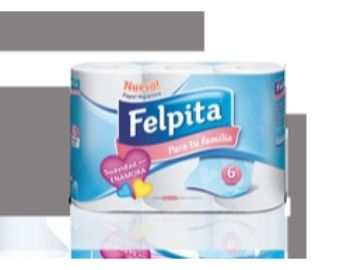 Nuevo!
Papel Higiénico
Felpita
Para tu familia
Suavidad que
ENAMORA
6